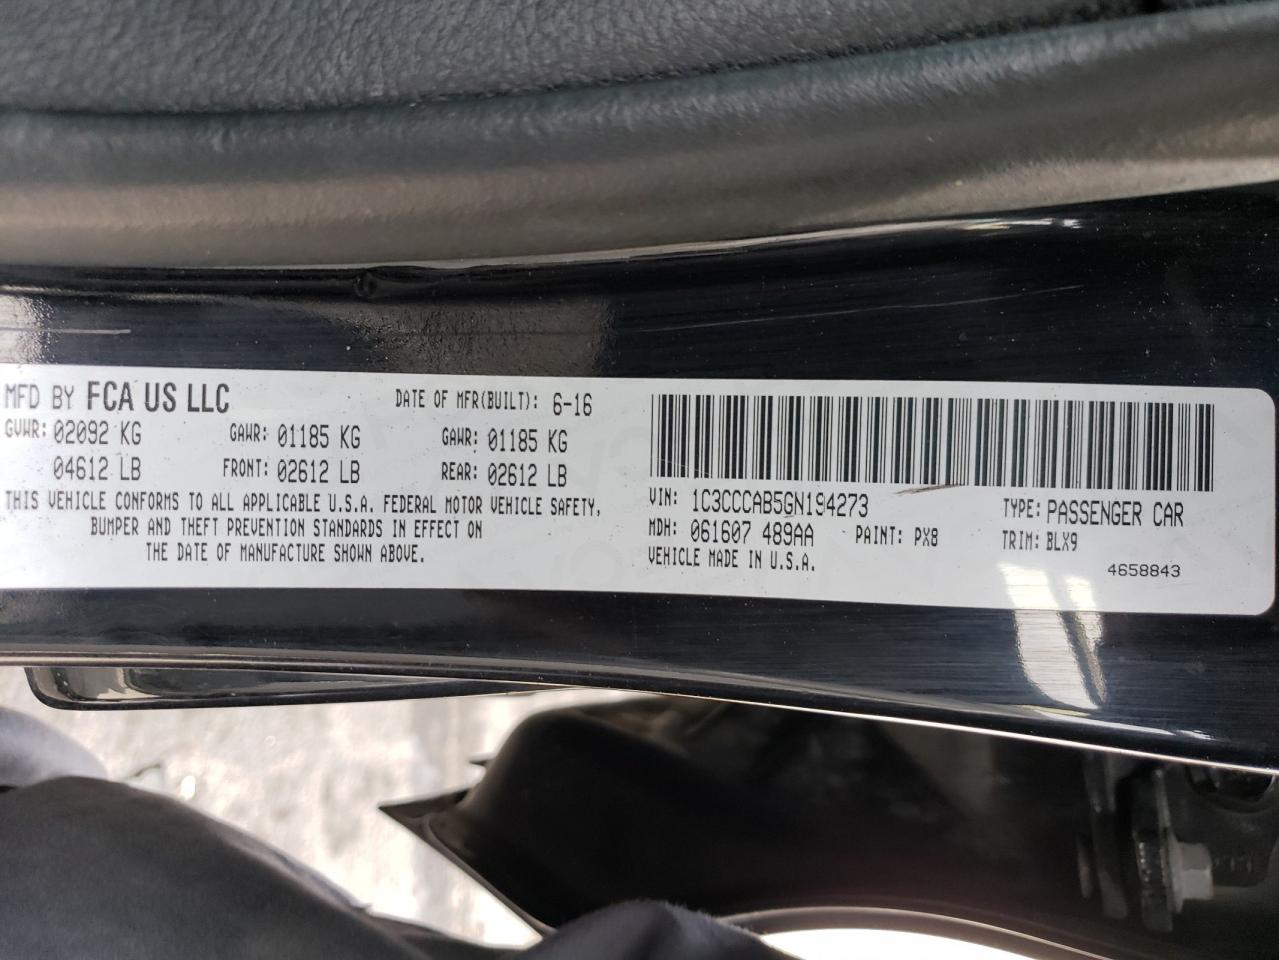 MFD BY FCA US LLC DATE OF MFR(BUILT): 6-16
GVWR: 02092 KG GAWR: 01185 KG GAWR: 01185 KG
04612 LB FRONT: 02612 LB REAR: 02612 LB
THIS VEHICLE CONFORMS TO ALL APPLICABLE U.S.A. FEDERAL MOTOR VEHICLE SAFETY,
BUMPER AND THEFT PREVENTION STANDARDS IN EFFECT ON
THE DATE OF MANUFACTURE SHOWN ABOVE.
VIN: 1C3CCCAB5GN194273 TYPE: PASSENGER CAR
MDH: 061607 489AA PAINT: PX8 TRIM: BLX9
VEHICLE MADE IN U.S.A. 4658843